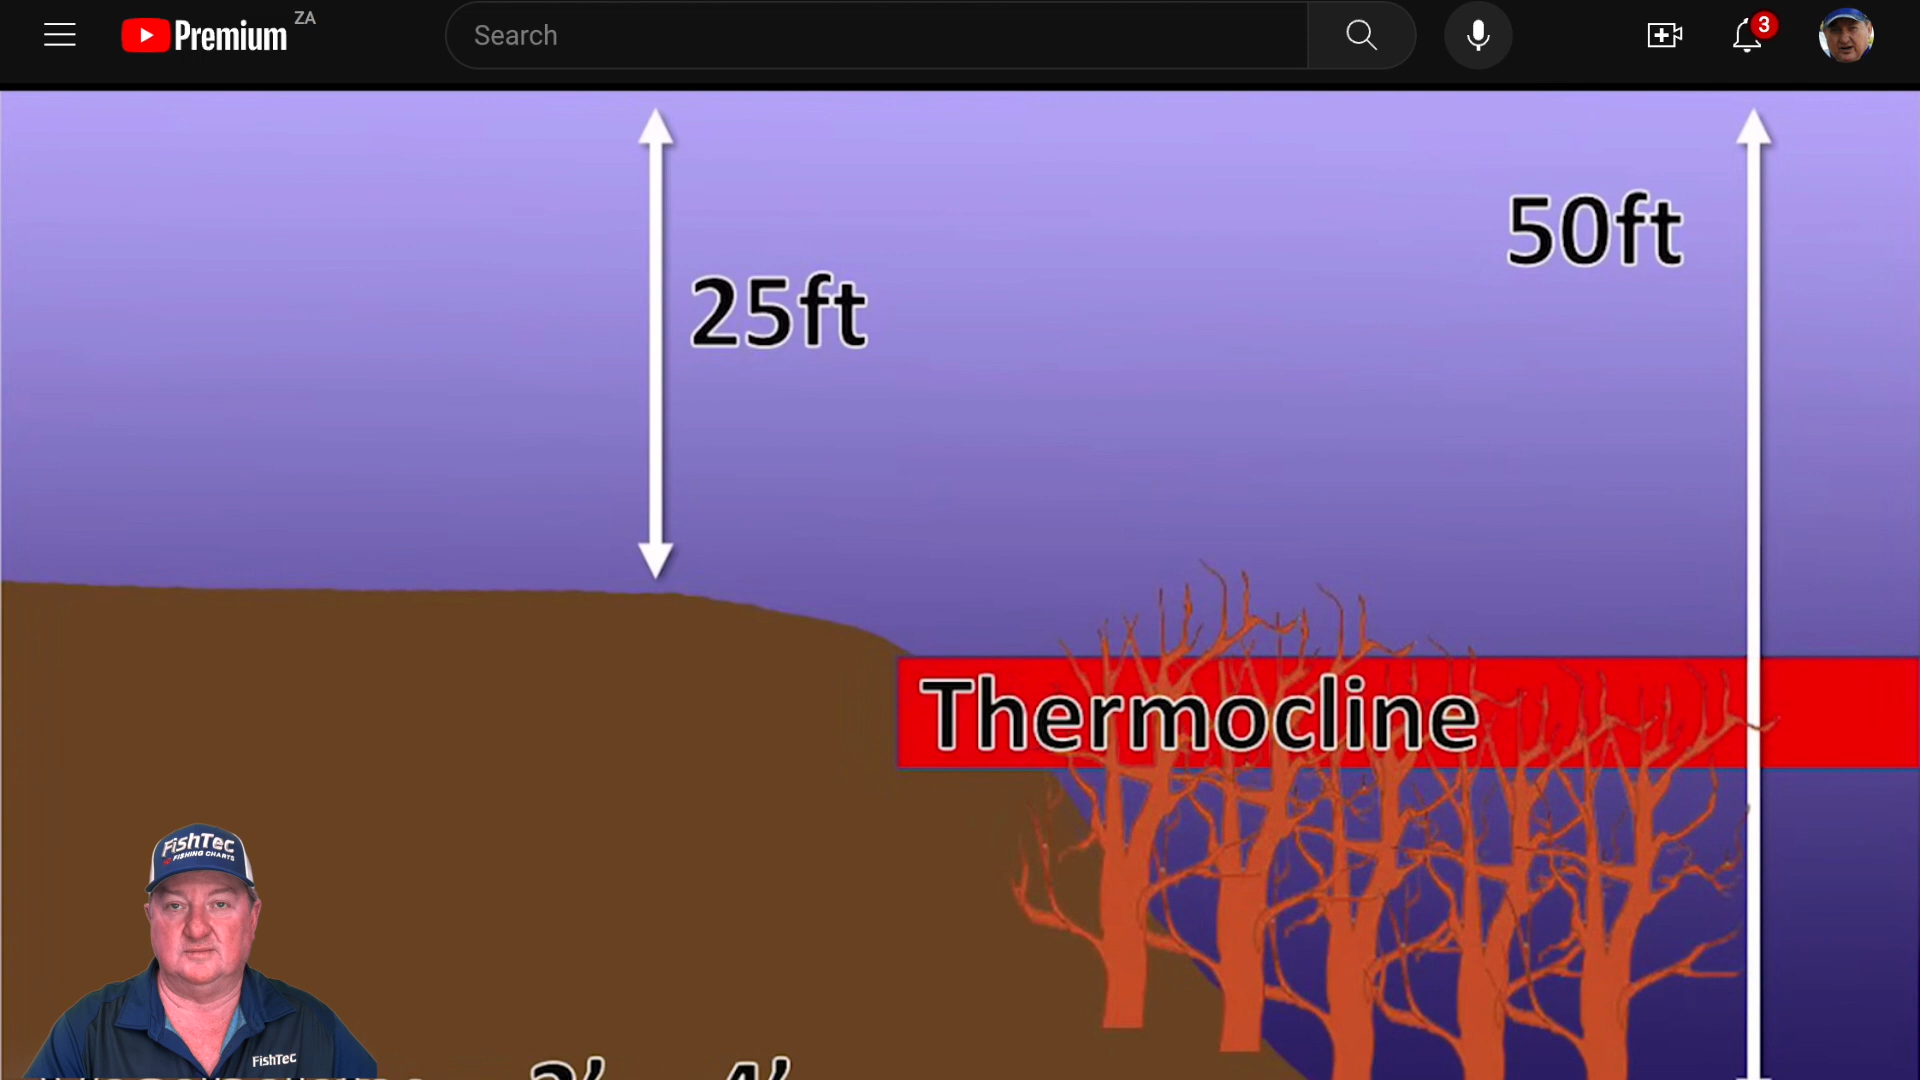 Premium
ZA
Search
3
50ft
25ft
Thermocline
FishTec
FISHING CHARTS
FishTec